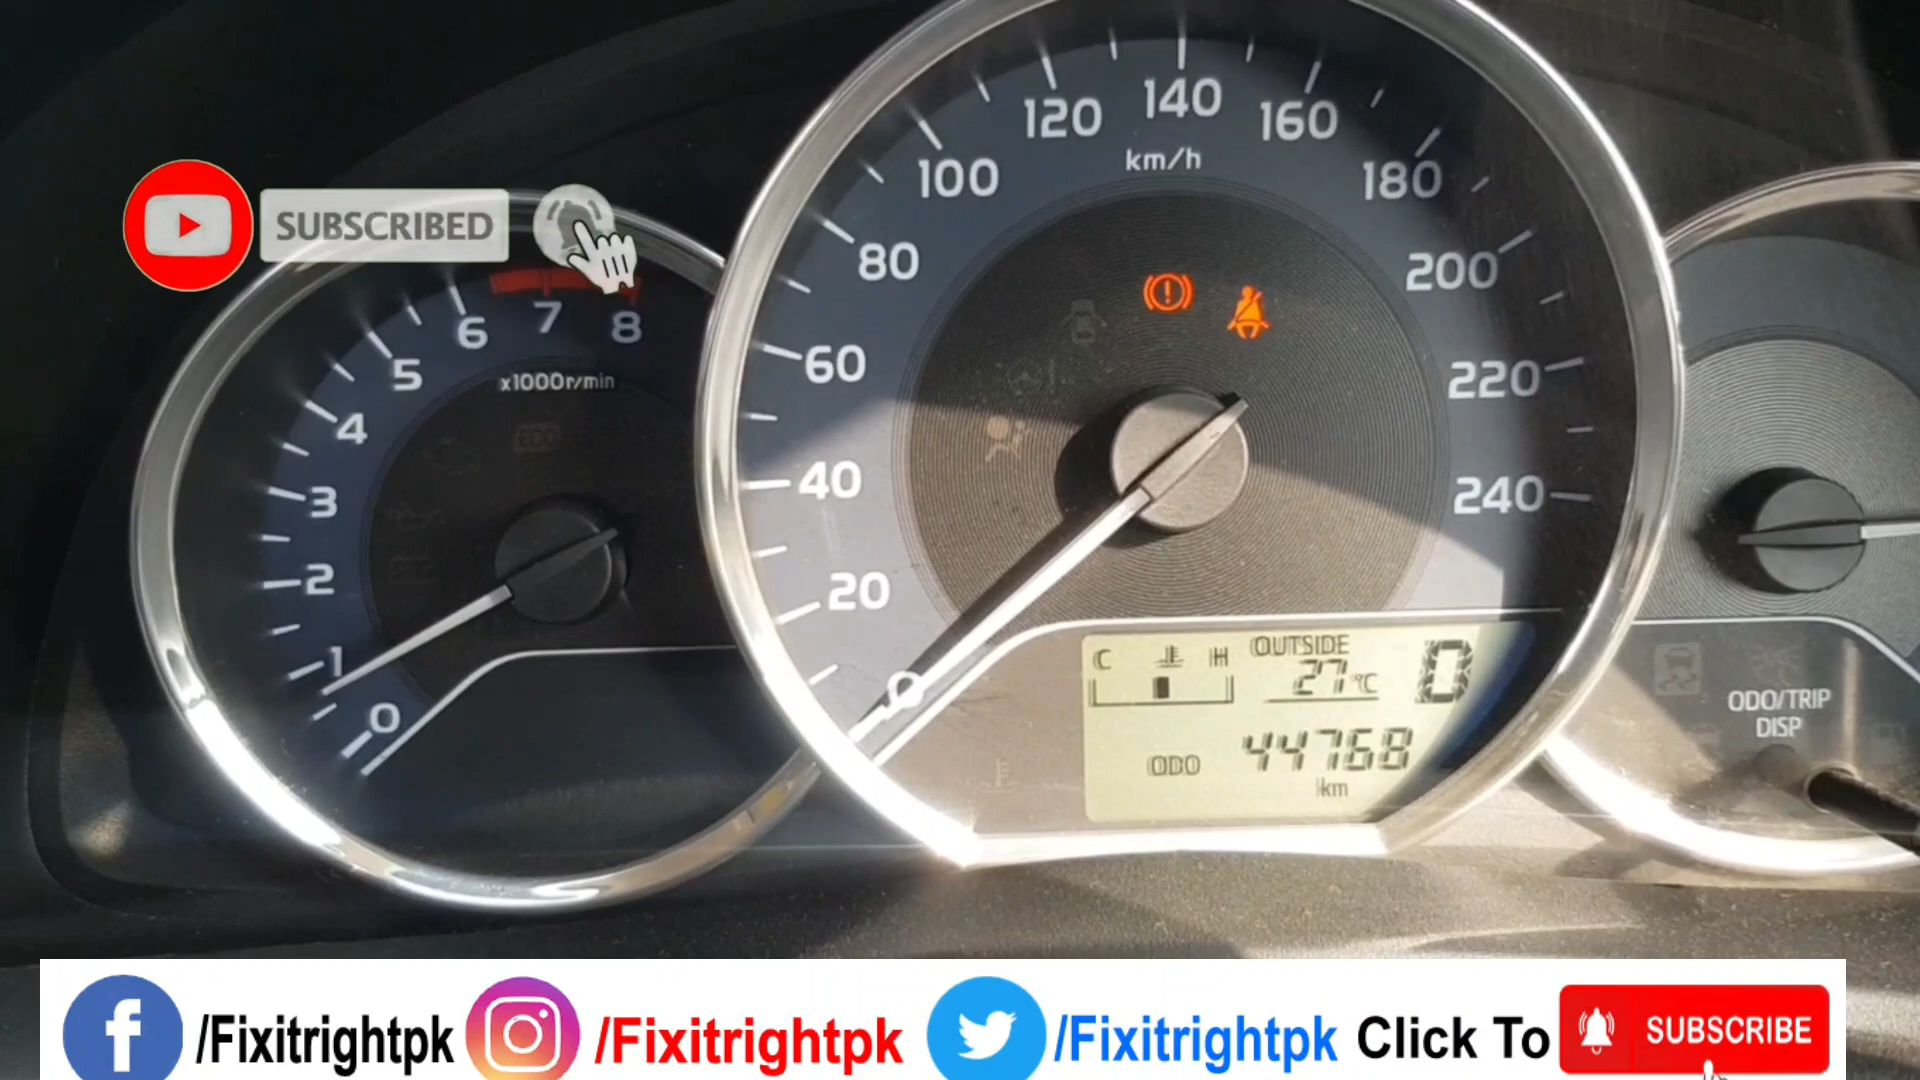 SUBSCRIBED
0
1
2
3
4
5
6
7
8
x1000r/min
0
20
40
60
80
100
120
140
160
180
200
220
240
km/h
C H
OUTSIDE
27°C
0
ODO 44768
km
ODO/TRIP
DISP
/Fixitrightpk /Fixitrightpk /Fixitrightpk Click To SUBSCRIBE